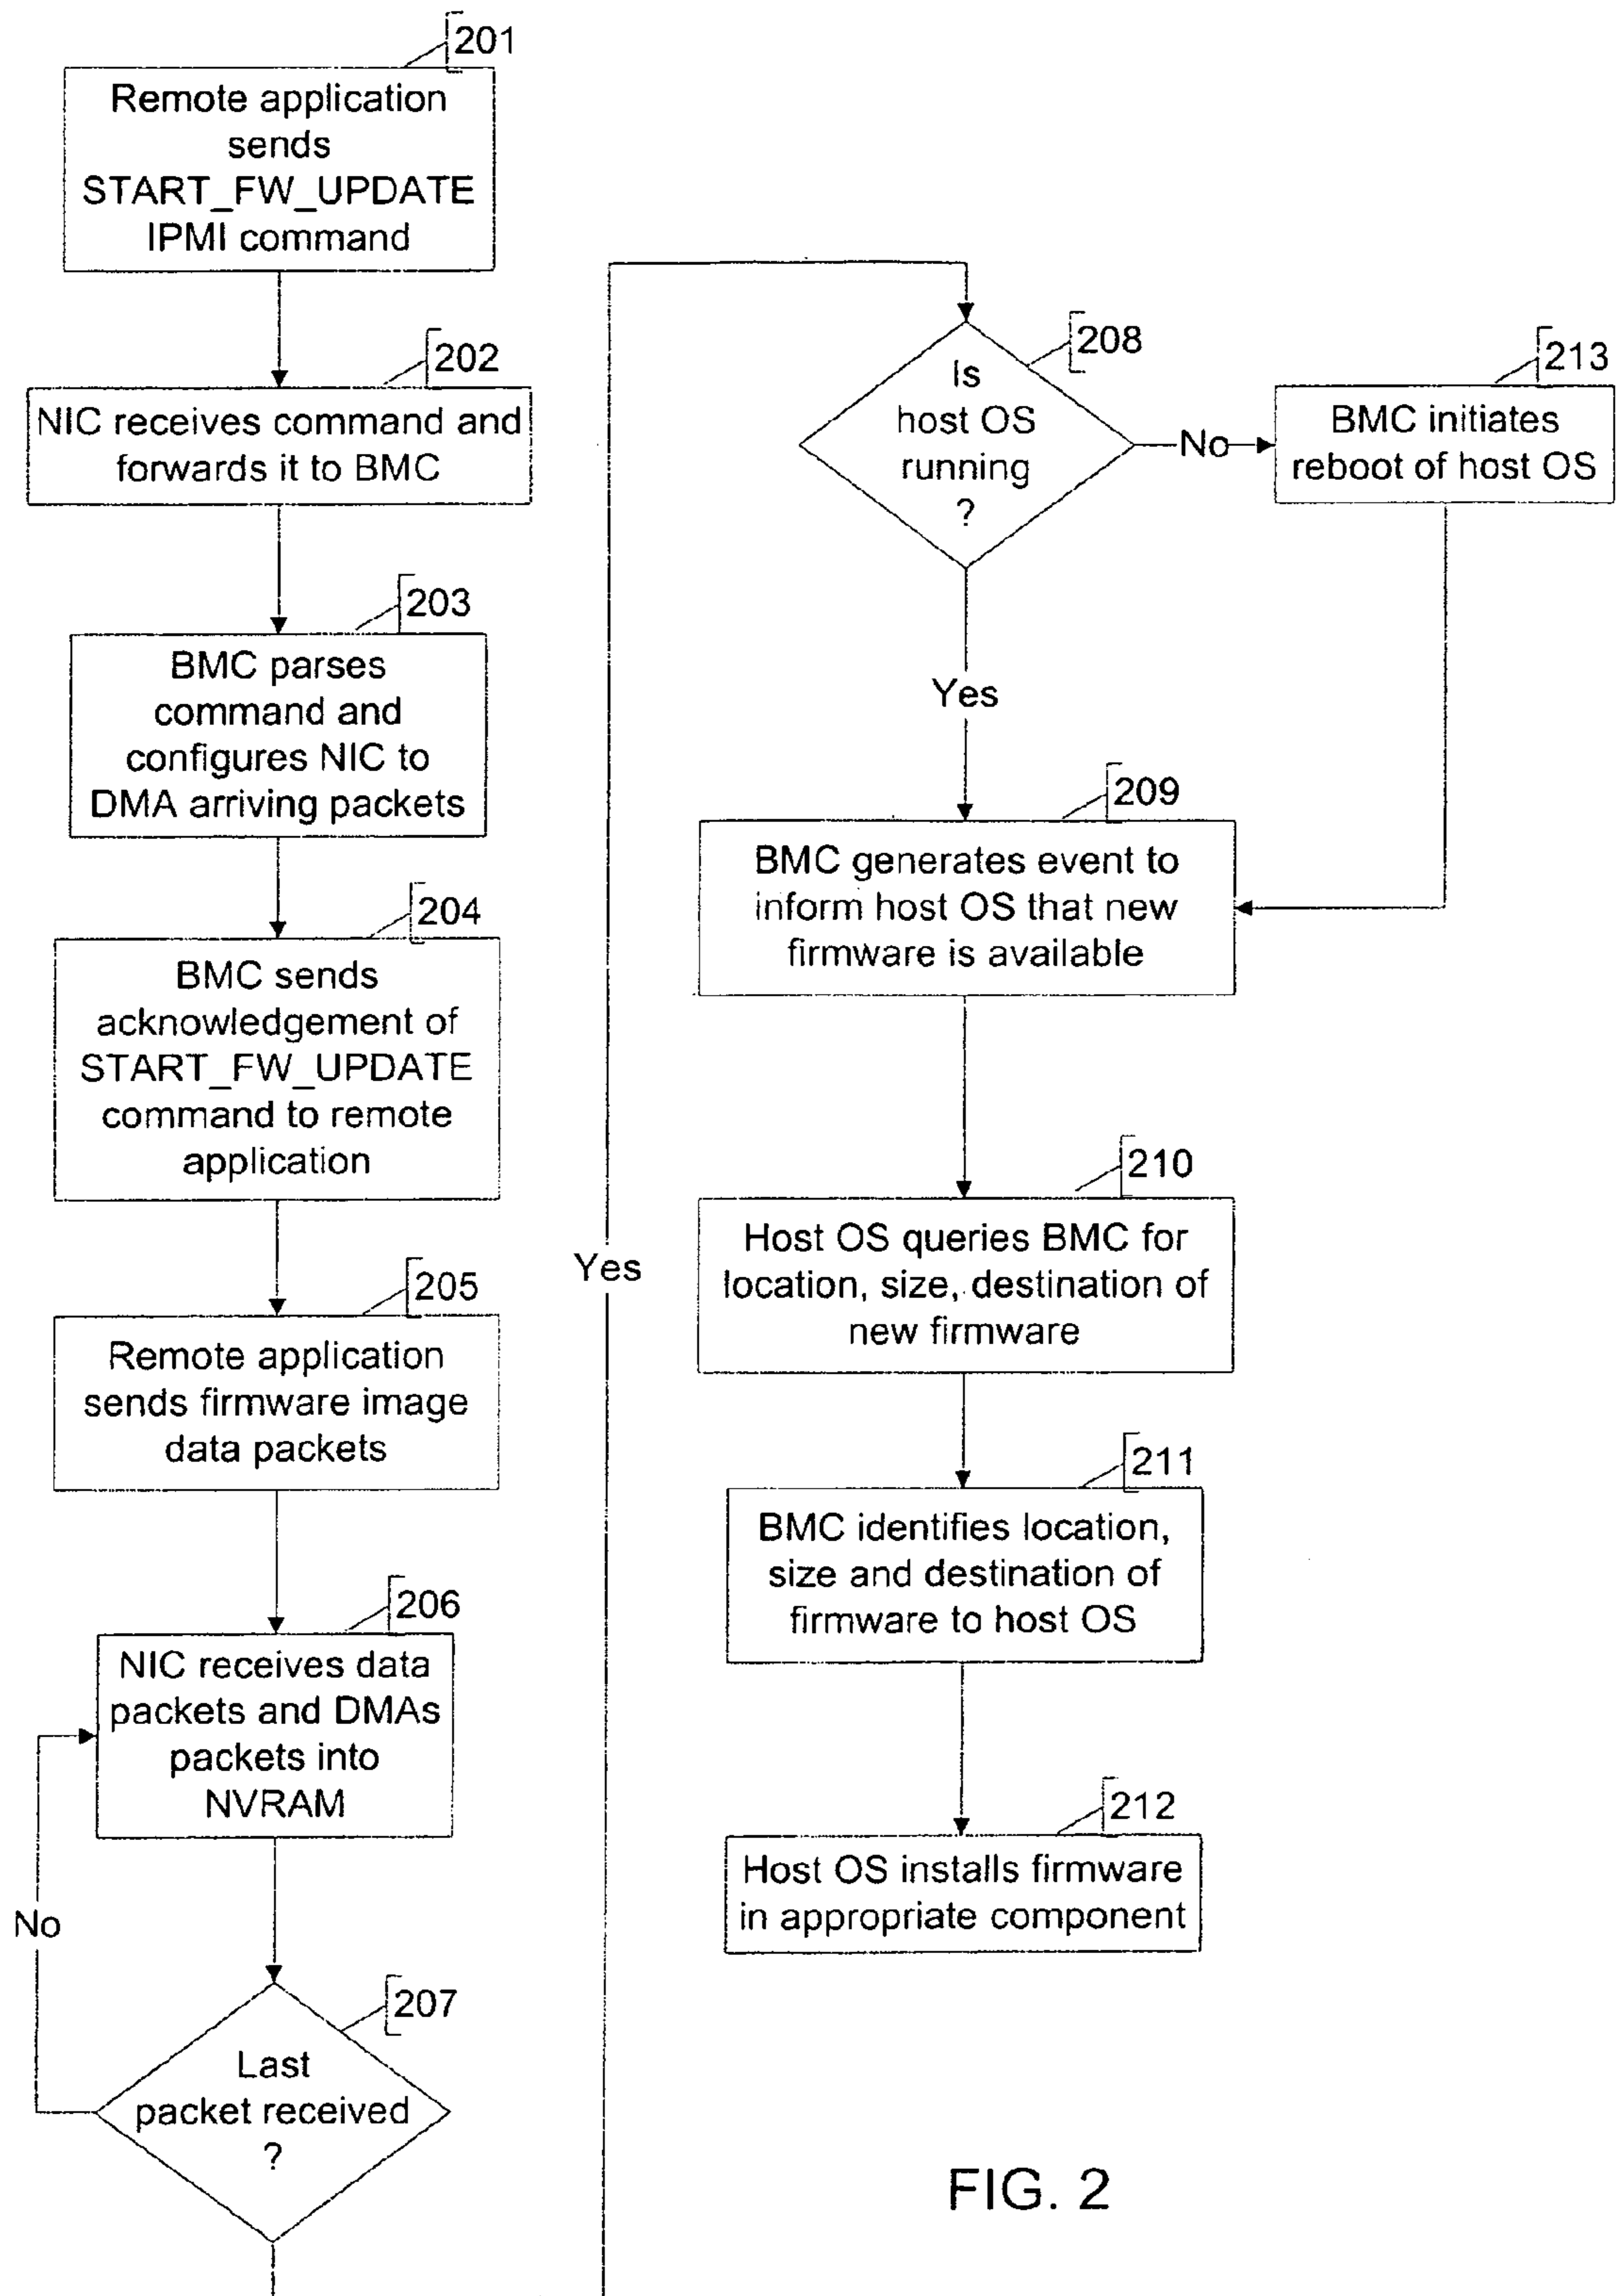 201
Remote application
sends
START_FW_UPDATE
IPMI command
202
NIC receives command and
forwards it to BMC
203
BMC parses
command and
configures NIC to
DMA arriving packets
204
BMC sends
acknowledgement of
START_FW_UPDATE
command to remote
application
205
Remote application
sends firmware image
data packets
206
NIC receives data
packets and DMAs
packets into
NVRAM
No
207
Last
packet received
?
Yes
208
Is
host OS
running
?
No
213
BMC initiates
reboot of host OS
Yes
209
BMC generates event to
inform host OS that new
firmware is available
210
Host OS queries BMC for
location, size, destination of
new firmware
211
BMC identifies location,
size and destination of
firmware to host OS
212
Host OS installs firmware
in appropriate component
FIG. 2